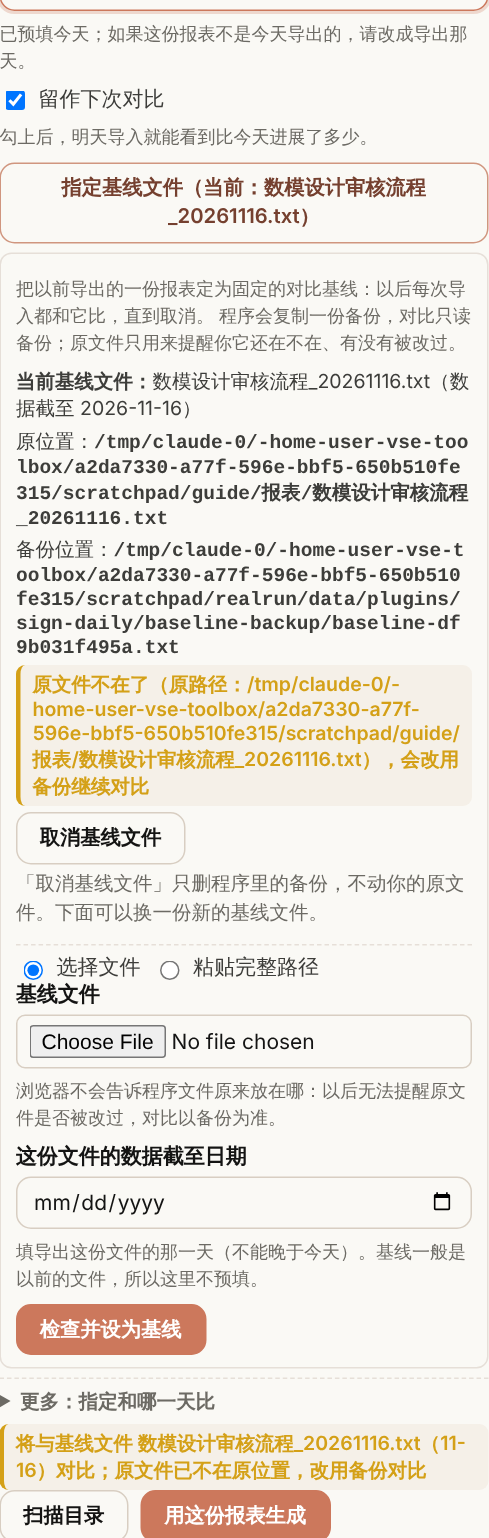 已预填今天；如果这份报表不是今天导出的，请改成导出那
天。
留作下次对比
勾上后，明天导入就能看到比今天进展了多少。
指定基线文件（当前：数模设计审核流程
_20261116.txt）
把以前导出的一份报表定为固定的对比基线：以后每次导
入都和它比，直到取消。 程序会复制一份备份，对比只读
备份；原文件只用来提醒你它还在不在、有没有被改过。
当前基线文件：数模设计审核流程_20261116.txt（数
据截至 2026-11-16）
原位置：/tmp/claude-0/-home-user-vse-too
lbox/a2da7330-a77f-596e-bbf5-650b510fe
315/scratchpad/guide/报表/数模设计审核流程
_20261116.txt
备份位置：/tmp/claude-0/-home-user-vse-t
oolbox/a2da7330-a77f-596e-bbf5-650b510
fe315/scratchpad/realrun/data/plugins/
sign-daily/baseline-backup/baseline-df
9b031f495a.txt
原文件不在了（原路径：/tmp/claude-0/-
home-user-vse-toolbox/a2da7330-a77f-
596e-bbf5-650b510fe315/scratchpad/guide/
报表/数模设计审核流程_20261116.txt），会改用
备份继续对比
取消基线文件
「取消基线文件」只删程序里的备份，不动你的原文
件。下面可以换一份新的基线文件。
选择文件 粘贴完整路径
基线文件
Choose File No file chosen
浏览器不会告诉程序文件原来放在哪：以后无法提醒原文
件是否被改过，对比以备份为准。
这份文件的数据截至日期
mm/dd/yyyy
填导出这份文件的那一天（不能晚于今天）。基线一般是
以前的文件，所以这里不预填。
检查并设为基线
更多：指定和哪一天比
将与基线文件 数模设计审核流程_20261116.txt（11-
16）对比；原文件已不在原位置，改用备份对比
扫描目录 用这份报表生成